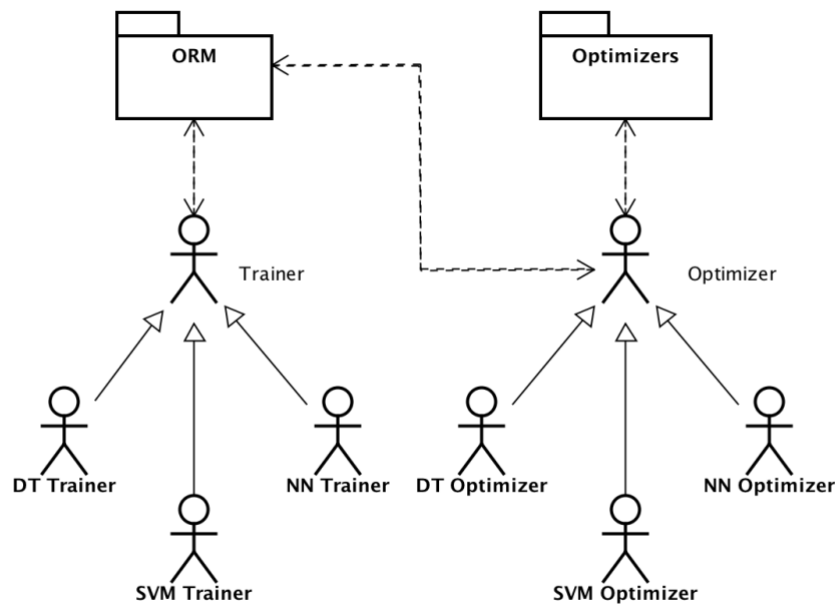 ORM
Optimizers
Trainer
Optimizer
DT Trainer
NN Trainer
DT Optimizer
NN Optimizer
SVM Trainer
SVM Optimizer